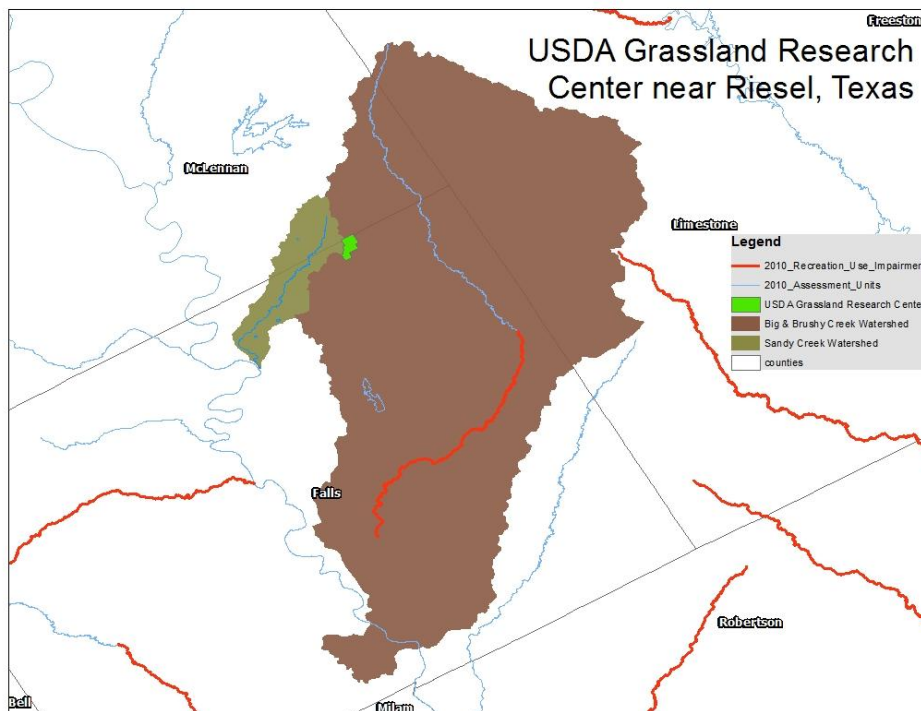 Freeston
USDA Grassland Research
Center near Riesel, Texas
McLennan
Limestone
Legend
2010_Recreation_Use_Impairmen
2010_Assessment_Units
USDA Grassland Research Cente
Big & Brushy Creek Watershed
Sandy Creek Watershed
counties
Falls
Robertson
Bell
Milam